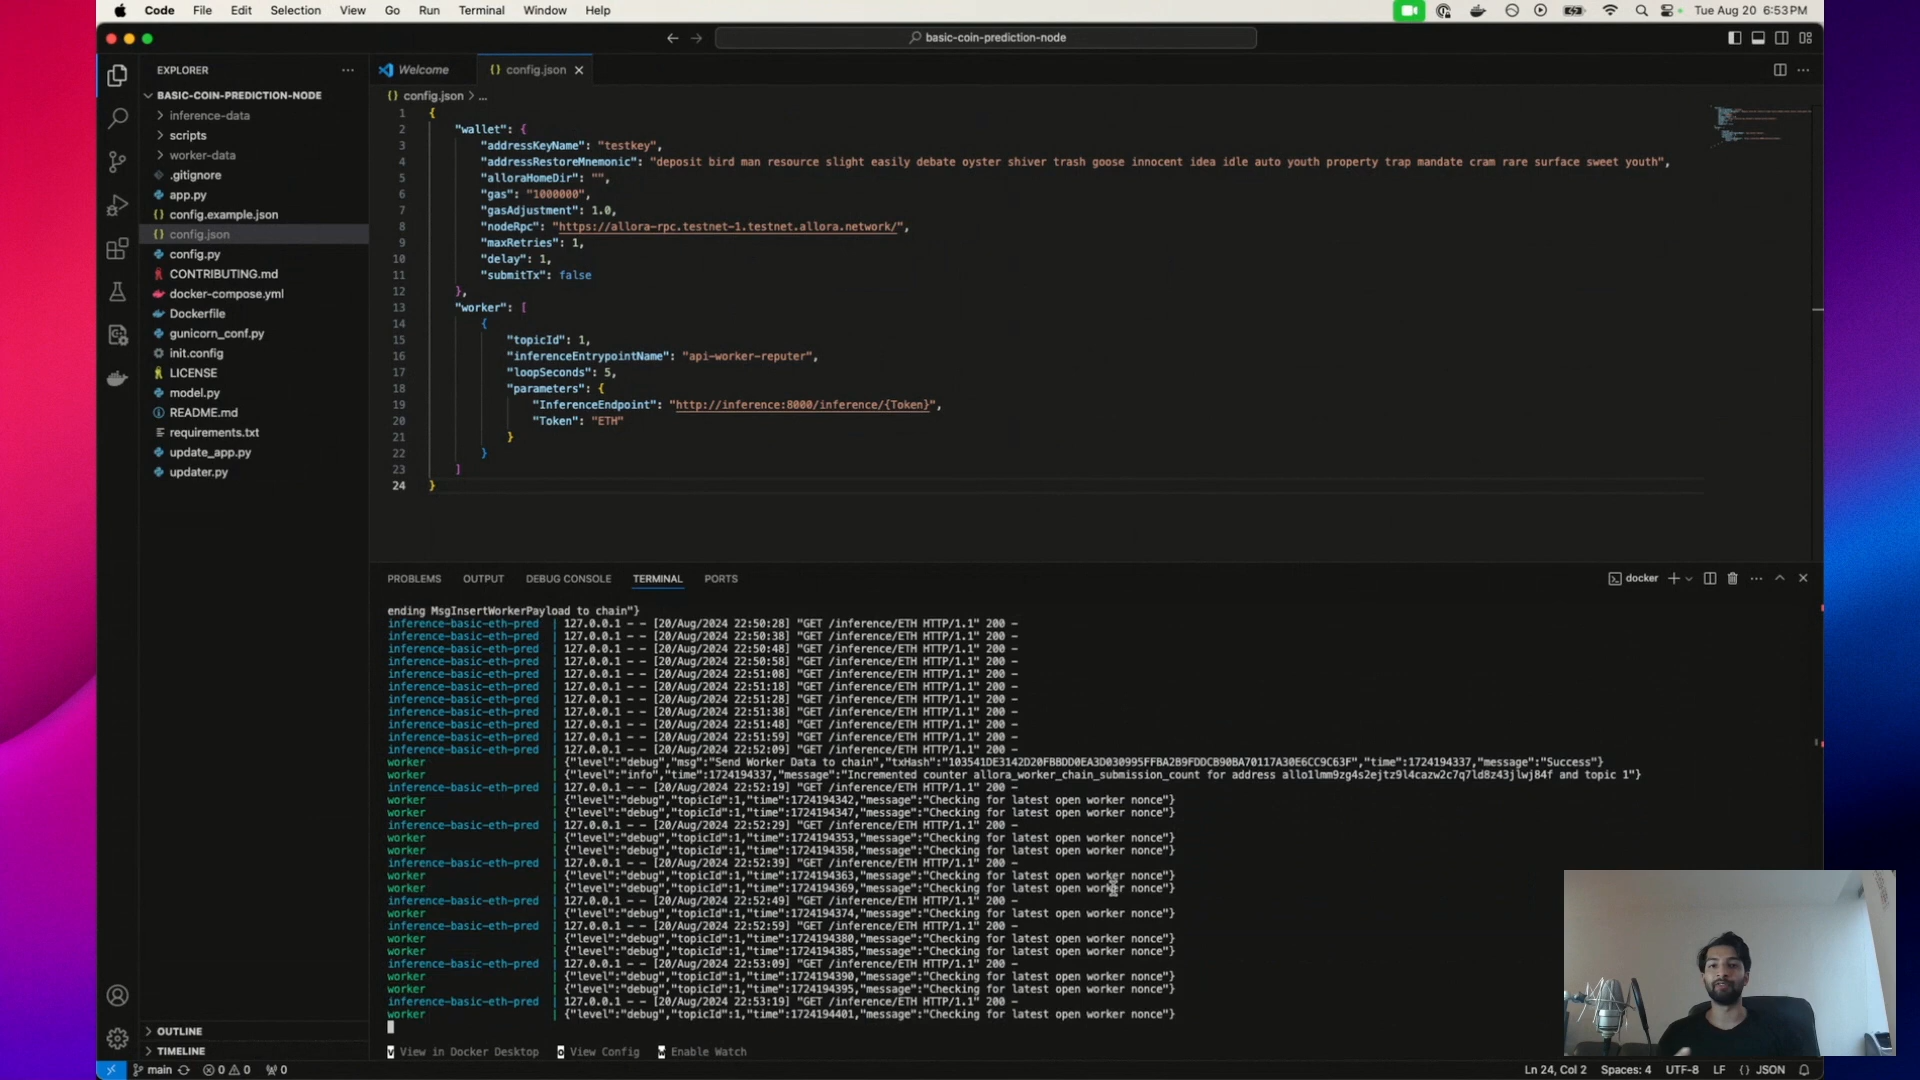 Code File Edit Selection View Go Run Terminal Window Help
Tue Aug 20 6:53 PM
basic-coin-prediction-node
EXPLORER
BASIC-COIN-PREDICTION-NODE
inference-data
scripts
worker-data
.gitignore
app.py
config.example.json
config.json
config.py
CONTRIBUTING.md
docker-compose.yml
Dockerfile
gunicorn_conf.py
init.config
LICENSE
model.py
README.md
requirements.txt
update_app.py
updater.py
OUTLINE
TIMELINE
Welcome
{} config.json
{} config.json > ...
1 {
2 "wallet": {
3 "addressKeyName": "testkey",
4 "addressRestoreMnemonic": "deposit bird man resource slight easily debate oyster shiver trash goose innocent idea idle auto youth property trap mandate cram rare surface sweet youth",
5 "alloraHomeDir": "",
6 "gas": "1000000",
7 "gasAdjustment": 1.0,
8 "nodeRpc": "https://allora-rpc.testnet-1.testnet.allora.network/",
9 "maxRetries": 1,
10 "delay": 1,
11 "submitTx": false
12 },
13 "worker": [
14 {
15 "topicId": 1,
16 "inferenceEntrypointName": "api-worker-reputer",
17 "loopSeconds": 5,
18 "parameters": {
19 "InferenceEndpoint": "http://inference:8000/inference/{Token}",
20 "Token": "ETH"
21 }
22 }
23 ]
24 }
PROBLEMS OUTPUT DEBUG CONSOLE TERMINAL PORTS
docker
ending MsgInsertWorkerPayload to chain"}
inference-basic-eth-pred | 127.0.0.1 - - [20/Aug/2024 22:50:28] "GET /inference/ETH HTTP/1.1" 200 -
inference-basic-eth-pred | 127.0.0.1 - - [20/Aug/2024 22:50:38] "GET /inference/ETH HTTP/1.1" 200 -
inference-basic-eth-pred | 127.0.0.1 - - [20/Aug/2024 22:50:48] "GET /inference/ETH HTTP/1.1" 200 -
inference-basic-eth-pred | 127.0.0.1 - - [20/Aug/2024 22:50:58] "GET /inference/ETH HTTP/1.1" 200 -
inference-basic-eth-pred | 127.0.0.1 - - [20/Aug/2024 22:51:08] "GET /inference/ETH HTTP/1.1" 200 -
inference-basic-eth-pred | 127.0.0.1 - - [20/Aug/2024 22:51:18] "GET /inference/ETH HTTP/1.1" 200 -
inference-basic-eth-pred | 127.0.0.1 - - [20/Aug/2024 22:51:28] "GET /inference/ETH HTTP/1.1" 200 -
inference-basic-eth-pred | 127.0.0.1 - - [20/Aug/2024 22:51:38] "GET /inference/ETH HTTP/1.1" 200 -
inference-basic-eth-pred | 127.0.0.1 - - [20/Aug/2024 22:51:48] "GET /inference/ETH HTTP/1.1" 200 -
inference-basic-eth-pred | 127.0.0.1 - - [20/Aug/2024 22:51:59] "GET /inference/ETH HTTP/1.1" 200 -
inference-basic-eth-pred | 127.0.0.1 - - [20/Aug/2024 22:52:09] "GET /inference/ETH HTTP/1.1" 200 -
worker | {"level":"debug","msg":"Send Worker Data to chain","txHash":"103541DE3142D20FBBDD0EA3D030995FFBA2B9FDDCB90BA70117A30E6CC9C63F","time":1724194337,"message":"Success"}
worker | {"level":"info","time":1724194337,"message":"Incremented counter allora_worker_chain_submission_count for address allo1lmm9zg4s2ejtz9l4cazw2c7q7ld8z43jlwj84f and topic 1"}
inference-basic-eth-pred | 127.0.0.1 - - [20/Aug/2024 22:52:19] "GET /inference/ETH HTTP/1.1" 200 -
worker | {"level":"debug","topicId":1,"time":1724194342,"message":"Checking for latest open worker nonce"}
worker | {"level":"debug","topicId":1,"time":1724194347,"message":"Checking for latest open worker nonce"}
inference-basic-eth-pred | 127.0.0.1 - - [20/Aug/2024 22:52:29] "GET /inference/ETH HTTP/1.1" 200 -
worker | {"level":"debug","topicId":1,"time":1724194353,"message":"Checking for latest open worker nonce"}
worker | {"level":"debug","topicId":1,"time":1724194358,"message":"Checking for latest open worker nonce"}
inference-basic-eth-pred | 127.0.0.1 - - [20/Aug/2024 22:52:39] "GET /inference/ETH HTTP/1.1" 200 -
worker | {"level":"debug","topicId":1,"time":1724194363,"message":"Checking for latest open worker nonce"}
worker | {"level":"debug","topicId":1,"time":1724194369,"message":"Checking for latest open worker nonce"}
inference-basic-eth-pred | 127.0.0.1 - - [20/Aug/2024 22:52:49] "GET /inference/ETH HTTP/1.1" 200 -
worker | {"level":"debug","topicId":1,"time":1724194374,"message":"Checking for latest open worker nonce"}
inference-basic-eth-pred | 127.0.0.1 - - [20/Aug/2024 22:52:59] "GET /inference/ETH HTTP/1.1" 200 -
worker | {"level":"debug","topicId":1,"time":1724194380,"message":"Checking for latest open worker nonce"}
worker | {"level":"debug","topicId":1,"time":1724194385,"message":"Checking for latest open worker nonce"}
inference-basic-eth-pred | 127.0.0.1 - - [20/Aug/2024 22:53:09] "GET /inference/ETH HTTP/1.1" 200 -
worker | {"level":"debug","topicId":1,"time":1724194390,"message":"Checking for latest open worker nonce"}
worker | {"level":"debug","topicId":1,"time":1724194395,"message":"Checking for latest open worker nonce"}
inference-basic-eth-pred | 127.0.0.1 - - [20/Aug/2024 22:53:19] "GET /inference/ETH HTTP/1.1" 200 -
worker | {"level":"debug","topicId":1,"time":1724194401,"message":"Checking for latest open worker nonce"}
v View in Docker Desktop o View Config w Enable Watch
main 0 0 0
Ln 24, Col 2 Spaces: 4 UTF-8 LF {} JSON